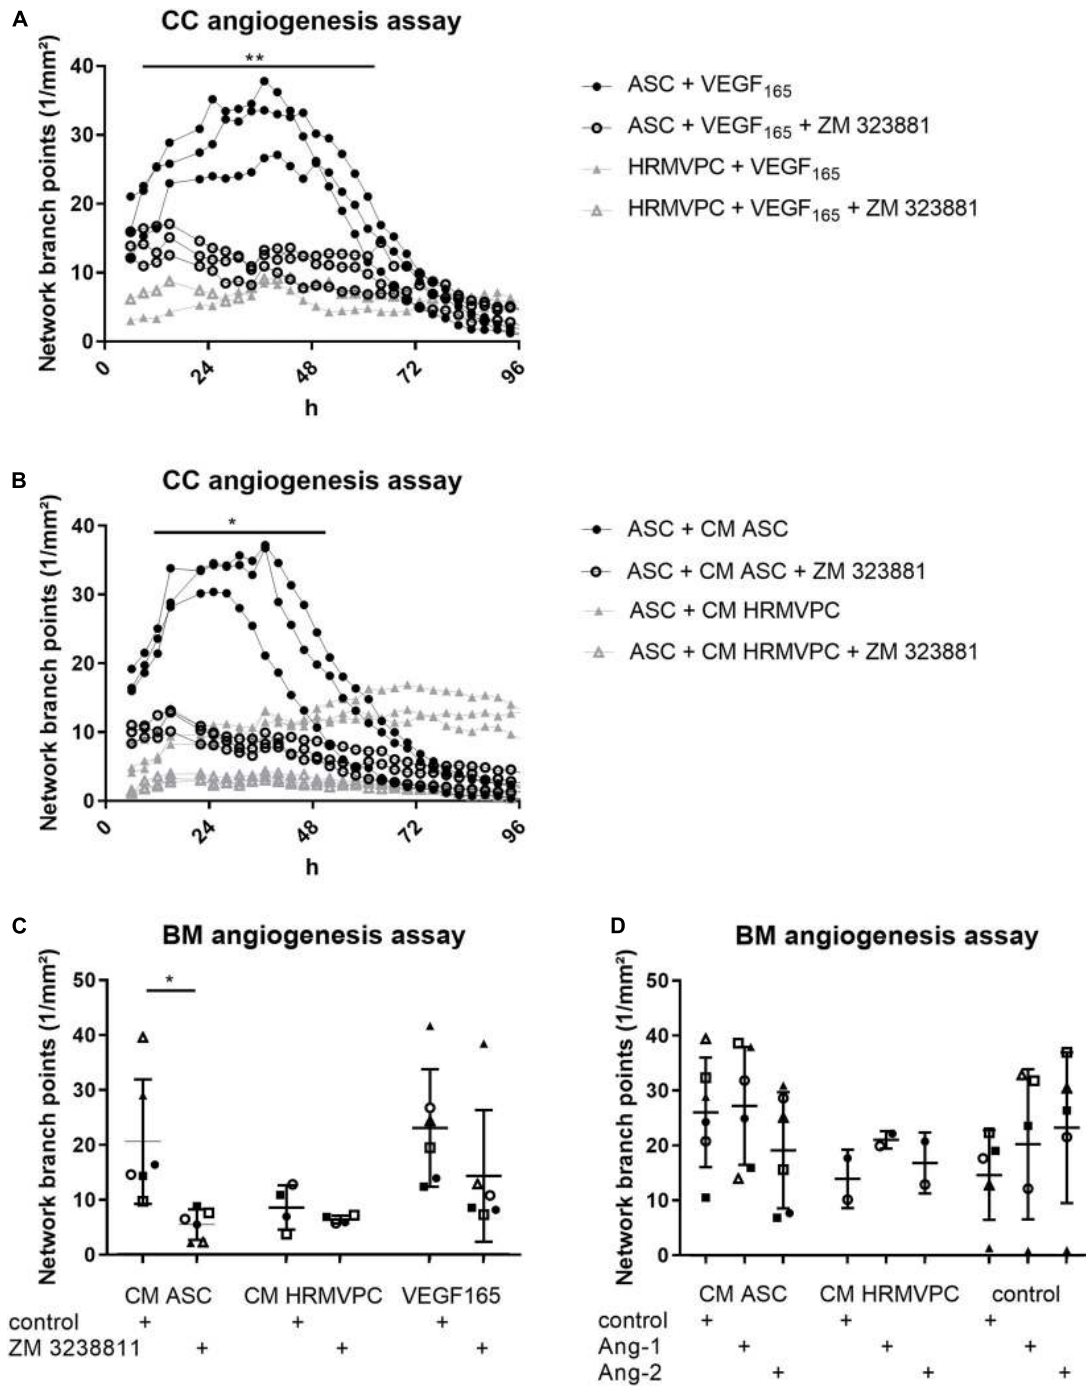 A
CC angiogenesis assay
**
Network branch points (1/mm²)
40
30
20
10
0
0 24 48 72 96
h
ASC + VEGF165
ASC + VEGF165 + ZM 323881
HRMVPC + VEGF165
HRMVPC + VEGF165 + ZM 323881
B
CC angiogenesis assay
*
Network branch points (1/mm²)
40
30
20
10
0
0 24 48 72 96
h
ASC + CM ASC
ASC + CM ASC + ZM 323881
ASC + CM HRMVPC
ASC + CM HRMVPC + ZM 323881
C
BM angiogenesis assay
*
Network branch points (1/mm²)
50
40
30
20
10
0
CM ASC CM HRMVPC VEGF165
control + + +
ZM 3238811 + + +
D
BM angiogenesis assay
Network branch points (1/mm²)
50
40
30
20
10
0
CM ASC CM HRMVPC control
control + + +
Ang-1 + + +
Ang-2 + + +